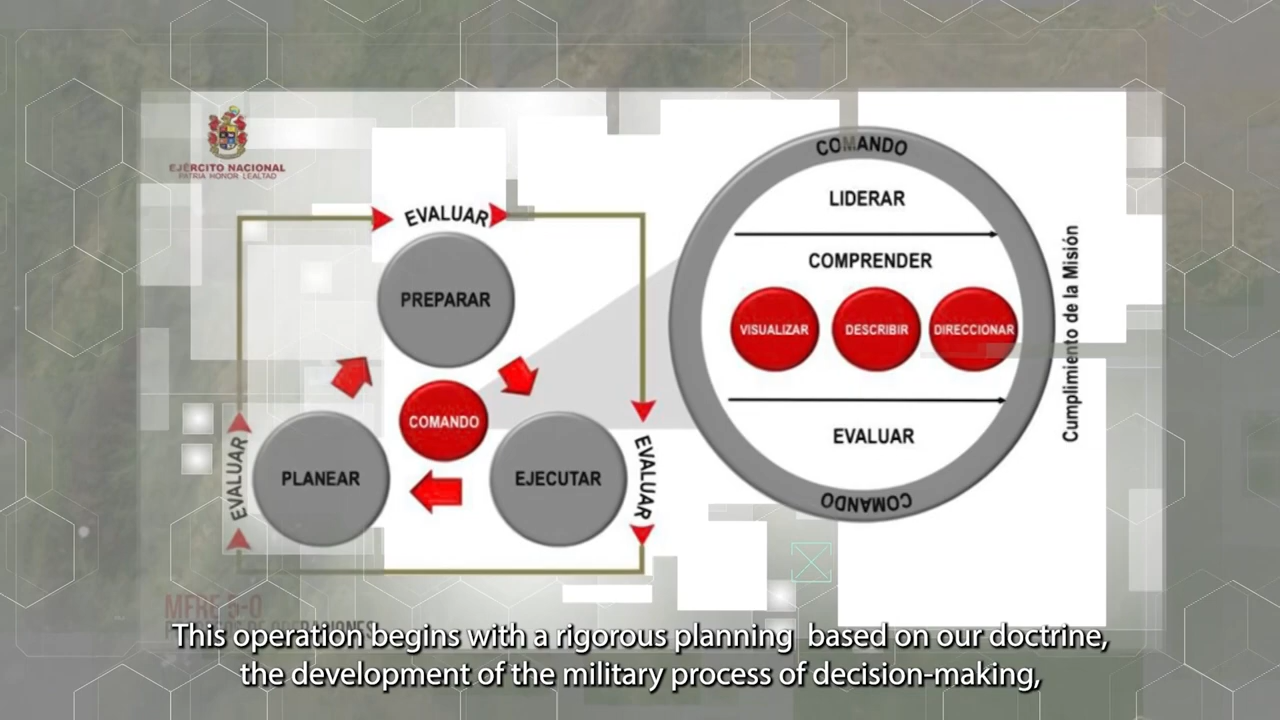 EJÉRCITO NACIONAL
PATRIA HONOR LEALTAD
EVALUAR
PREPARAR
COMANDO
PLANEAR
EJECUTAR
EVALUAR
EVALUAR
COMANDO
LIDERAR
COMPRENDER
VISUALIZAR
DESCRIBIR
DIRECCIONAR
EVALUAR
COMANDO
Cumplimiento de la Misión
MFRE 5-0
This operation begins with a rigorous planning based on our doctrine,
the development of the military process of decision-making,